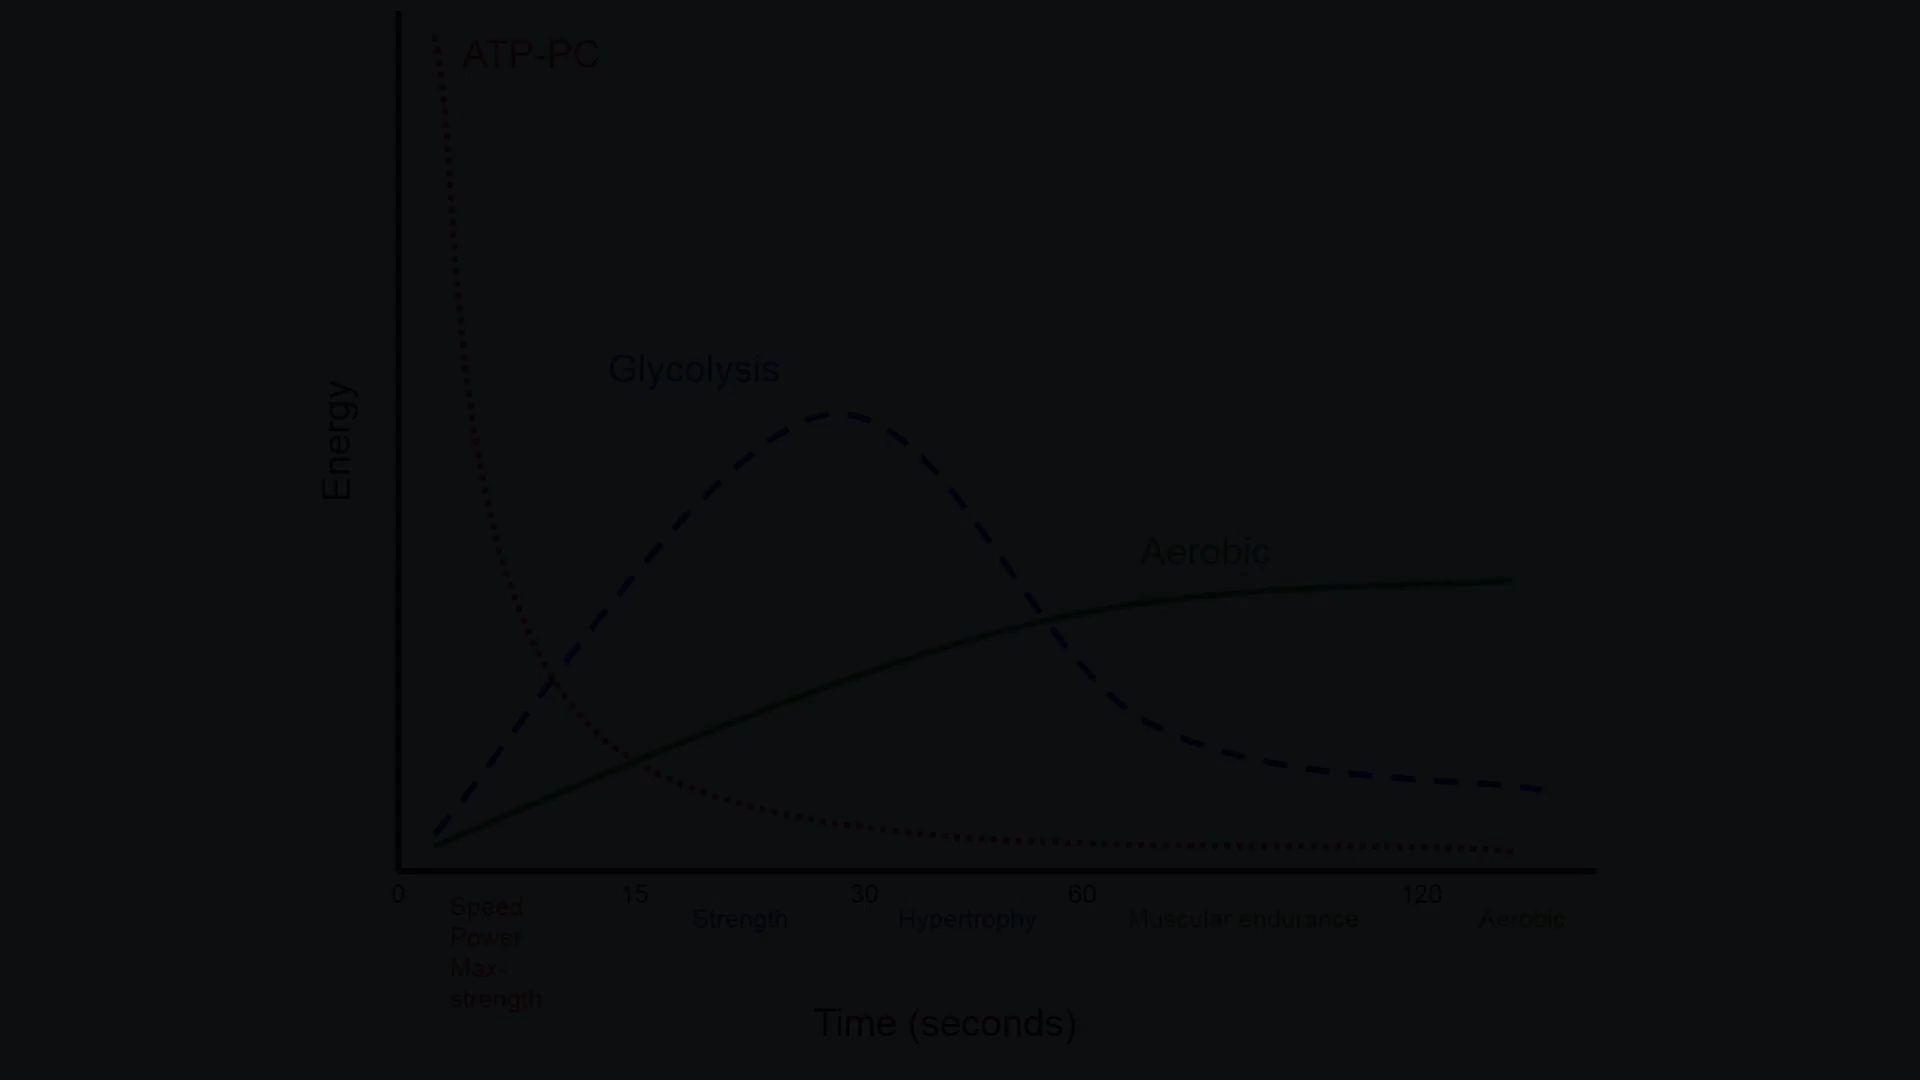 ATP-PC
Glycolysis
Energy
Aerobic
0 15 30 60 120
Speed
Power
Max-
strength
Strength Hypertrophy Muscular endurance Aerobic
Time (seconds)